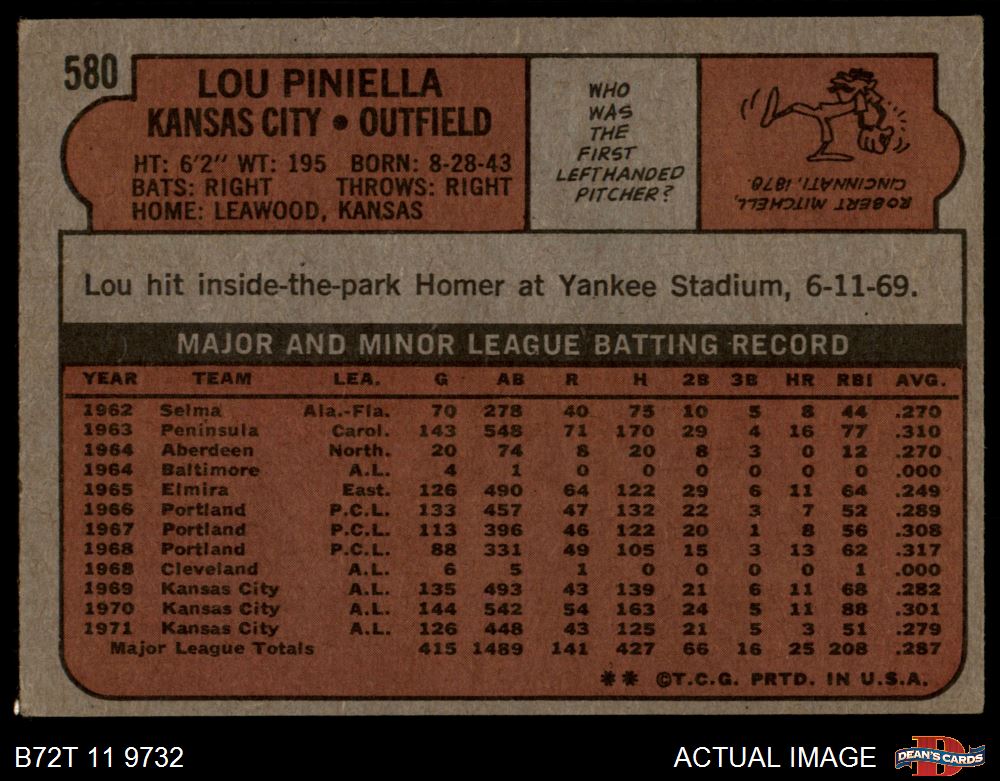 580
LOU PINIELLA
KANSAS CITY • OUTFIELD
HT: 6'2" WT: 195 BORN: 8-28-43
BATS: RIGHT THROWS: RIGHT
HOME: LEAWOOD, KANSAS
WHO
WAS
THE
FIRST
LEFTHANDED
PITCHER?
ROBERT MITCHELL,
CINCINNATI, 1878.
Lou hit inside-the-park Homer at Yankee Stadium, 6-11-69.
MAJOR AND MINOR LEAGUE BATTING RECORD
YEAR TEAM LEA. G AB R H 2B 3B HR RBI AVG.
1962 Selma Ala.-Fla. 70 278 40 75 10 5 8 44 .270
1963 Peninsula Carol. 143 548 71 170 29 4 16 77 .310
1964 Aberdeen North. 20 74 8 20 8 3 0 12 .270
1964 Baltimore A.L. 4 1 0 0 0 0 0 0 .000
1965 Elmira East. 126 490 64 122 29 6 11 64 .249
1966 Portland P.C.L. 133 457 47 132 22 3 7 52 .289
1967 Portland P.C.L. 113 396 46 122 20 1 8 56 .308
1968 Portland P.C.L. 88 331 49 105 15 3 13 62 .317
1968 Cleveland A.L. 6 5 1 0 0 0 0 1 .000
1969 Kansas City A.L. 135 493 43 139 21 6 11 68 .282
1970 Kansas City A.L. 144 542 54 163 24 5 11 88 .301
1971 Kansas City A.L. 126 448 43 125 21 5 3 51 .279
Major League Totals 415 1489 141 427 66 16 25 208 .287
** ©T.C.G. PRTD. IN U.S.A.
B72T 11 9732
ACTUAL IMAGE
D
DEAN'S CARDS